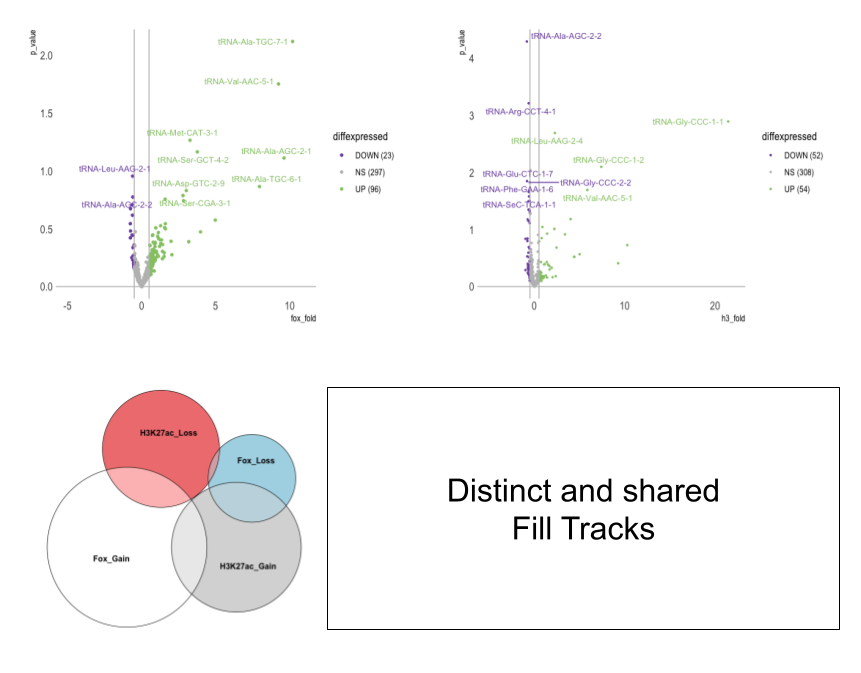 p_value
2.0
1.5
1.0
0.5
0.0
-5
0
5
10
fox_fold
tRNA-Ala-TGC-7-1
tRNA-Val-AAC-5-1
tRNA-Met-CAT-3-1
tRNA-Ser-GCT-4-2
tRNA-Ala-AGC-2-1
tRNA-Leu-AAG-2-1
tRNA-Asp-GTC-2-9
tRNA-Ala-TGC-6-1
tRNA-Ala-AGC-2-2
tRNA-Ser-CGA-3-1
diffexpressed
DOWN (23)
NS (297)
UP (96)
p_value
4
3
2
1
0
0
10
20
h3_fold
tRNA-Ala-AGC-2-2
tRNA-Arg-CCT-4-1
tRNA-Gly-CCC-1-1
tRNA-Leu-AAG-2-4
tRNA-Gly-CCC-1-2
tRNA-Glu-CTC-1-7
tRNA-Gly-CCC-2-2
tRNA-Phe-GAA-1-6
tRNA-Val-AAC-5-1
tRNA-SeC-TCA-1-1
diffexpressed
DOWN (52)
NS (308)
UP (54)
H3K27ac_Loss
Fox_Loss
Fox_Gain
H3K27ac_Gain
Distinct and shared
Fill Tracks